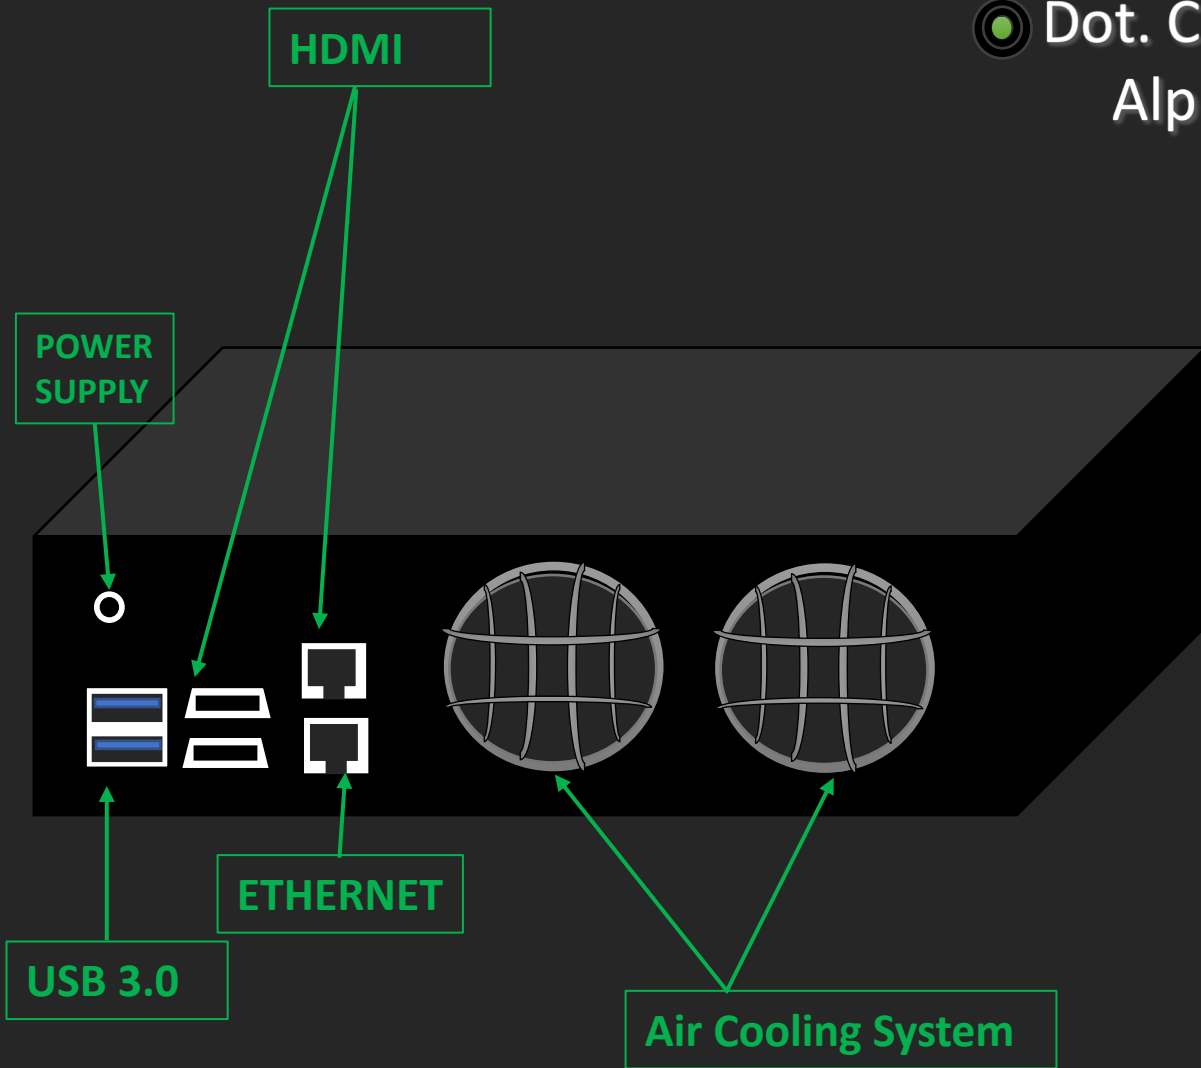 HDMI
Dot. C
Alp
POWER
SUPPLY
ETHERNET
USB 3.0
Air Cooling System